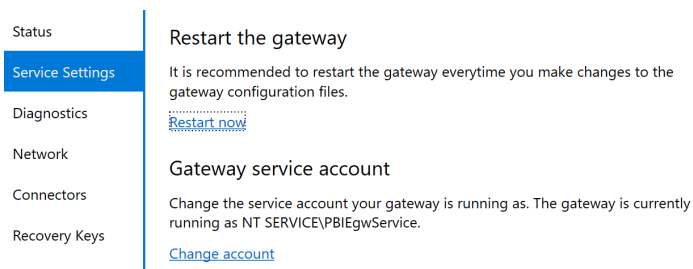 Status
Service Settings
Diagnostics
Network
Connectors
Recovery Keys
Restart the gateway
It is recommended to restart the gateway everytime you make changes to the
gateway configuration files.
Restart now
Gateway service account
Change the service account your gateway is running as. The gateway is currently
running as NT SERVICE\PBIEgwService.
Change account